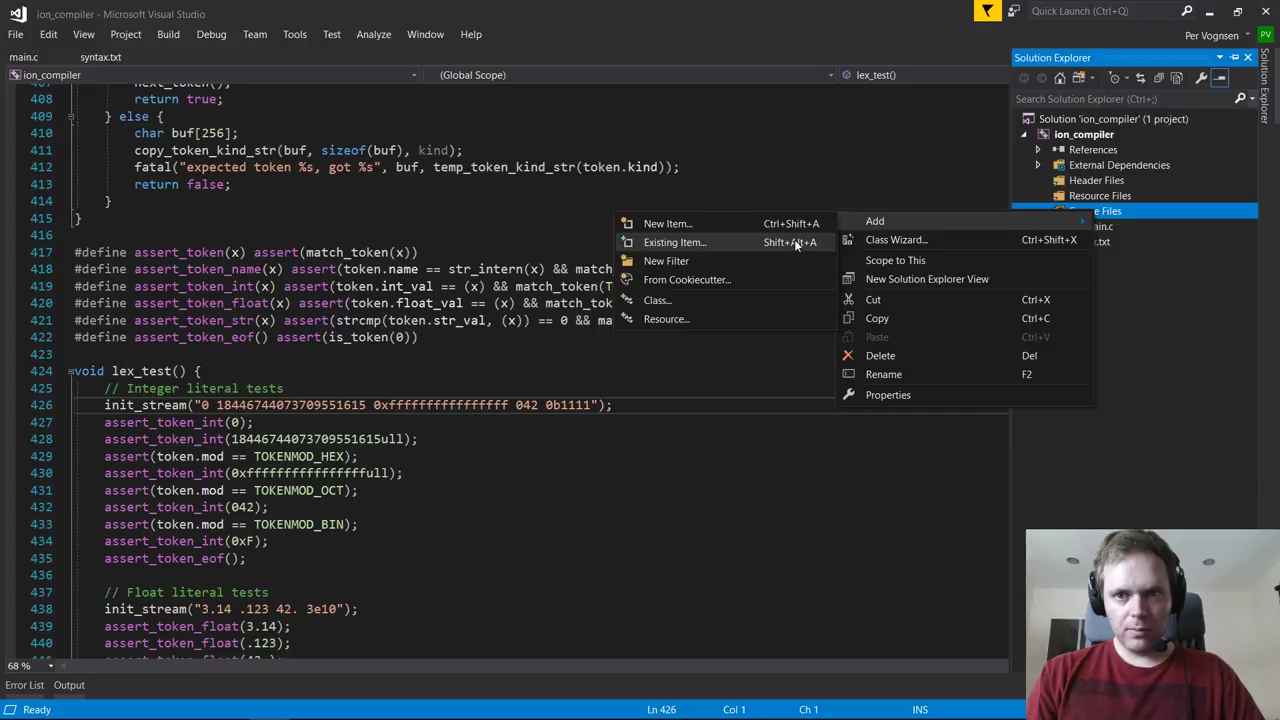 ion_compiler - Microsoft Visual Studio
Quick Launch (Ctrl+;)
File Edit View Project Build Debug Team Tools Test Analyze Window Help
Per Vognsen PV
main.c syntax.txt
ion_compiler (Global Scope) lex_test()
next_token();
408 return true;
409 } else {
410 char buf[256];
411 copy_token_kind_str(buf, sizeof(buf), kind);
412 fatal("expected token %s, got %s", buf, temp_token_kind_str(token.kind));
413 return false;
414 }
415 }
416
417 #define assert_token(x) assert(match_token(x))
418 #define assert_token_name(x) assert(token.name == str_intern(x) && match_
419 #define assert_token_int(x) assert(token.int_val == (x) && match_token(T
420 #define assert_token_float(x) assert(token.float_val == (x) && match_to
421 #define assert_token_str(x) assert(strcmp(token.str_val, (x)) == 0 && ma
422 #define assert_token_eof() assert(is_token(0))
423
424 void lex_test() {
425 // Integer literal tests
426 init_stream("0 18446744073709551615 0xffffffffffffffff 042 0b1111");
427 assert_token_int(0);
428 assert_token_int(18446744073709551615ull);
429 assert(token.mod == TOKENMOD_HEX);
430 assert_token_int(0xffffffffffffffffull);
431 assert(token.mod == TOKENMOD_OCT);
432 assert_token_int(042);
433 assert(token.mod == TOKENMOD_BIN);
434 assert_token_int(0xF);
435 assert_token_eof();
436
437 // Float literal tests
438 init_stream("3.14 .123 42. 3e10");
439 assert_token_float(3.14);
440 assert_token_float(.123);
68 %
New Item... Ctrl+Shift+A
Existing Item... Shift+Alt+A
New Filter
From Cookiecutter...
Class...
Resource...
Add
Class Wizard... Ctrl+Shift+X
Scope to This
New Solution Explorer View
Cut Ctrl+X
Copy Ctrl+C
Paste Ctrl+V
Delete Del
Rename F2
Properties
Solution Explorer
Search Solution Explorer (Ctrl+;)
Solution 'ion_compiler' (1 project)
ion_compiler
References
External Dependencies
Header Files
Resource Files
Files
Solution Explorer
Error List Output
Ready Ln 426 Col 1 Ch 1 INS